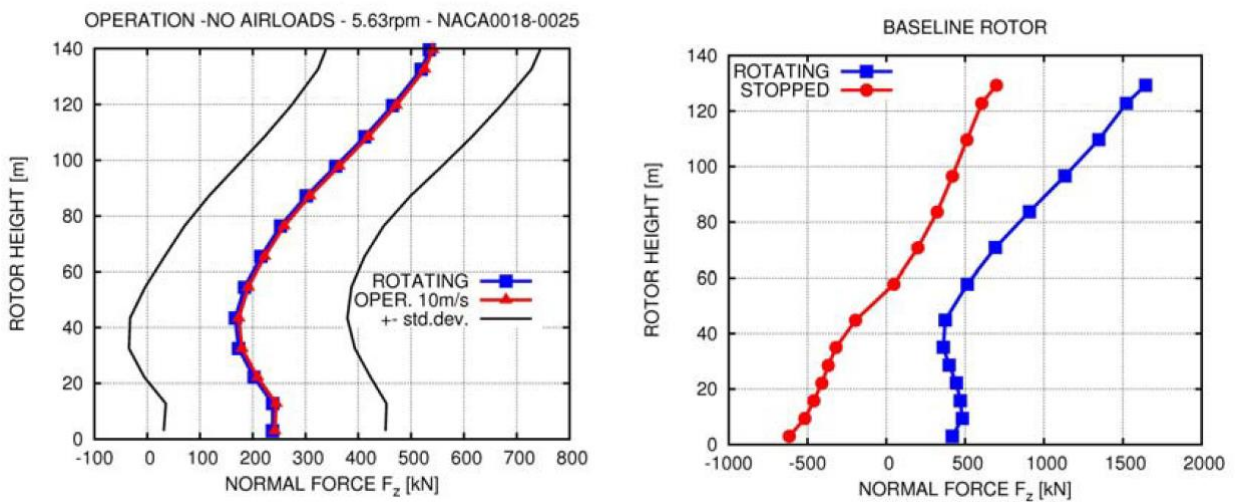 OPERATION -NO AIRLOADS - 5.63rpm - NACA0018-0025
140
120
100
80
60
40
20
0
ROTOR HEIGHT [m]
ROTATING
OPER. 10m/s
+- std.dev.
-100 0 100 200 300 400 500 600 700 800
NORMAL FORCE Fz [kN]
BASELINE ROTOR
140
120
100
80
60
40
20
0
ROTOR HEIGHT [m]
ROTATING
STOPPED
-1000 -500 0 500 1000 1500 2000
NORMAL FORCE Fz [kN]